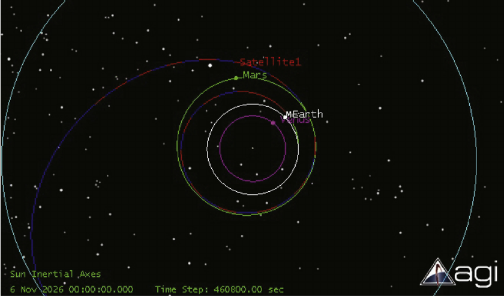 Satellite1
Mars
MEarth
Sun Inertial Axes
6 Nov 2026 00:00:00.000 Time Step: 460800.00 sec
agi